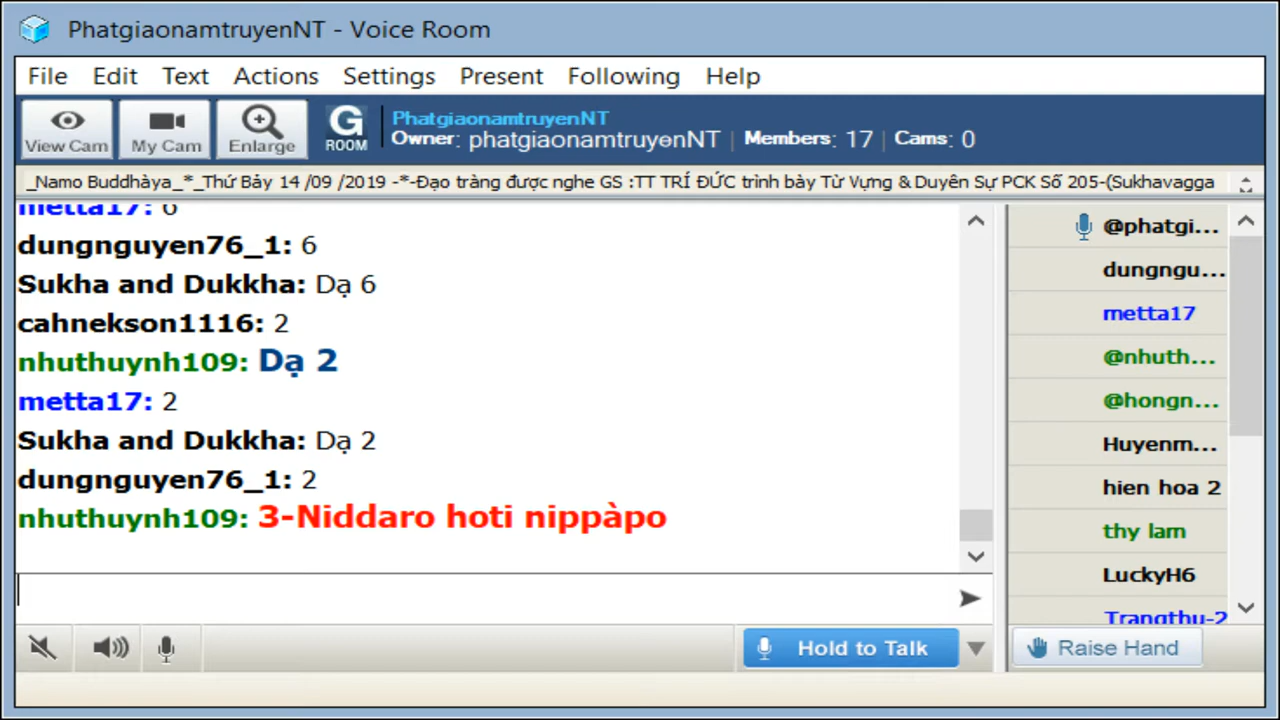 PhatgiaonamtruyenNT - Voice Room
File Edit Text Actions Settings Present Following Help
View Cam My Cam Enlarge G ROOM
PhatgiaonamtruyenNT
Owner: phatgiaonamtruyenNT | Members: 17 | Cams: 0
_Namo Buddhàya_*_Thứ Bảy 14 /09 /2019 -*-Đạo tràng được nghe GS :TT TRÍ ĐỨC trình bày Từ Vựng & Duyên Sự PCK Số 205-(Sukhavagga
metta17: 6
dungnguyen76_1: 6
Sukha and Dukkha: Dạ 6
cahnekson1116: 2
nhuthuynh109: Dạ 2
metta17: 2
Sukha and Dukkha: Dạ 2
dungnguyen76_1: 2
nhuthuynh109: 3-Niddaro hoti nippàpo
@phatgi...
dungngu...
metta17
@nhuth...
@hongn...
Huyenm...
hien hoa 2
thy lam
LuckyH6
Trangthu-2
Hold to Talk
Raise Hand